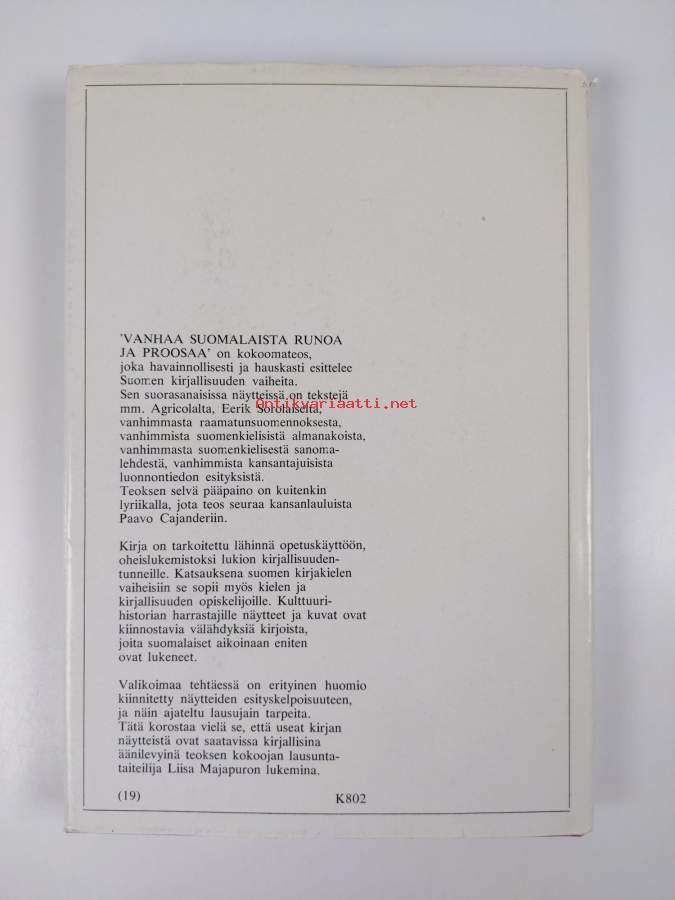 'VANHAA SUOMALAISTA RUNOA
JA PROOSAA' on kokoomateos,
joka havainnollisesti ja hauskasti esittelee
Suomen kirjallisuuden vaiheita.
Sen suorasanaisissa näytteissä on tekstejä
Antikvariaatti.net
mm. Agricolalta, Eerik Sorolaiselta,
vanhimmasta raamatunsuomennoksesta,
vanhimmista suomenkielisistä almanakoista,
vanhimmasta suomenkielisestä sanoma-
lehdestä, vanhimmista kansantajuisista
luonnontiedon esityksistä.
Teoksen selvä pääpaino on kuitenkin
lyriikalla, jota teos seuraa kansanlauluista
Paavo Cajanderiin.
Kirja on tarkoitettu lähinnä opetuskäyttöön,
oheislukemistoksi lukion kirjallisuuden-
tunneille. Katsauksena suomen kirjakielen
vaiheisiin se sopii myös kielen ja
kirjallisuuden opiskelijoille. Kulttuuri-
historian harrastajille näytteet ja kuvat ovat
kiinnostavia välähdyksiä kirjoista,
joita suomalaiset aikoinaan eniten
ovat lukeneet.
Valikoimaa tehtäessä on erityinen huomio
kiinnitetty näytteiden esityskelpoisuuteen,
ja näin ajateltu lausujain tarpeita.
Tätä korostaa vielä se, että useat kirjan
näytteistä ovat saatavissa kirjallisina
äänilevyinä teoksen kokoojan lausunta-
taiteilija Liisa Majapuron lukemina.
(19) K802